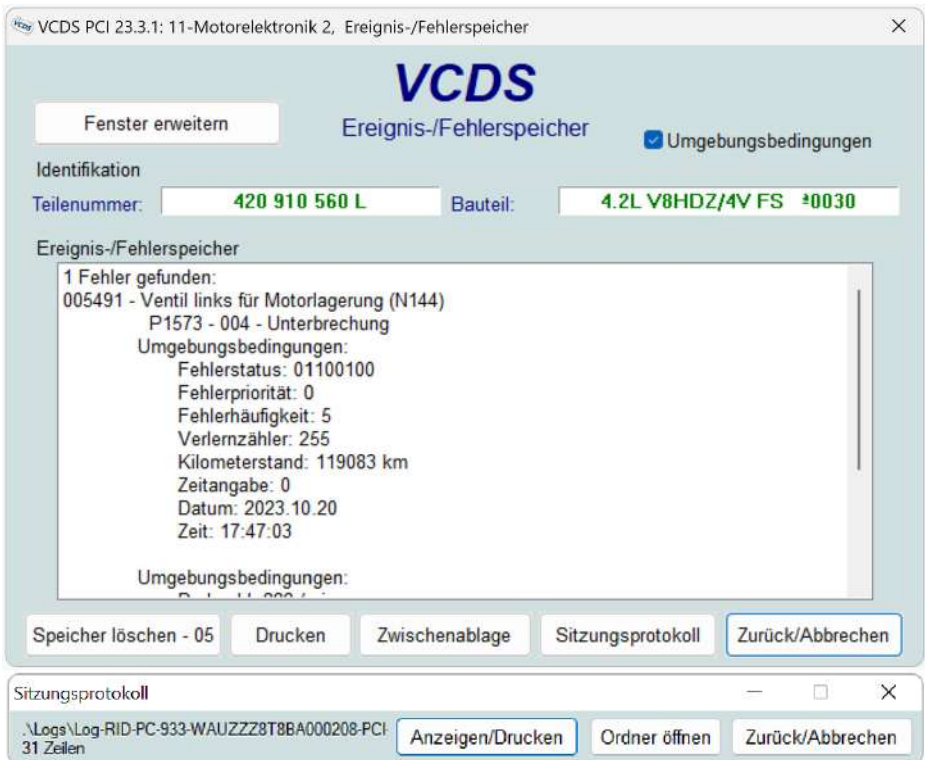 VCDS PCI 23.3.1: 11-Motorelektronik 2, Ereignis-/Fehlerspeicher
VCDS
Fenster erweitern
Ereignis-/Fehlerspeicher
Umgebungsbedingungen
Identifikation
Teilenummer: 420 910 560 L Bauteil: 4.2L V8HDZ/4V FS ²0030
Ereignis-/Fehlerspeicher
1 Fehler gefunden:
005491 - Ventil links für Motorlagerung (N144)
P1573 - 004 - Unterbrechung
Umgebungsbedingungen:
Fehlerstatus: 01100100
Fehlerpriorität: 0
Fehlerhäufigkeit: 5
Verlernzähler: 255
Kilometerstand: 119083 km
Zeitangabe: 0
Datum: 2023.10.20
Zeit: 17:47:03
Umgebungsbedingungen:
Speicher löschen - 05 Drucken Zwischenablage Sitzungsprotokoll Zurück/Abbrechen
Sitzungsprotokoll
.\Logs\Log-RID-PC-933-WAUZZZ8T8BA000208-PCI-
31 Zeilen
Anzeigen/Drucken Ordner öffnen Zurück/Abbrechen